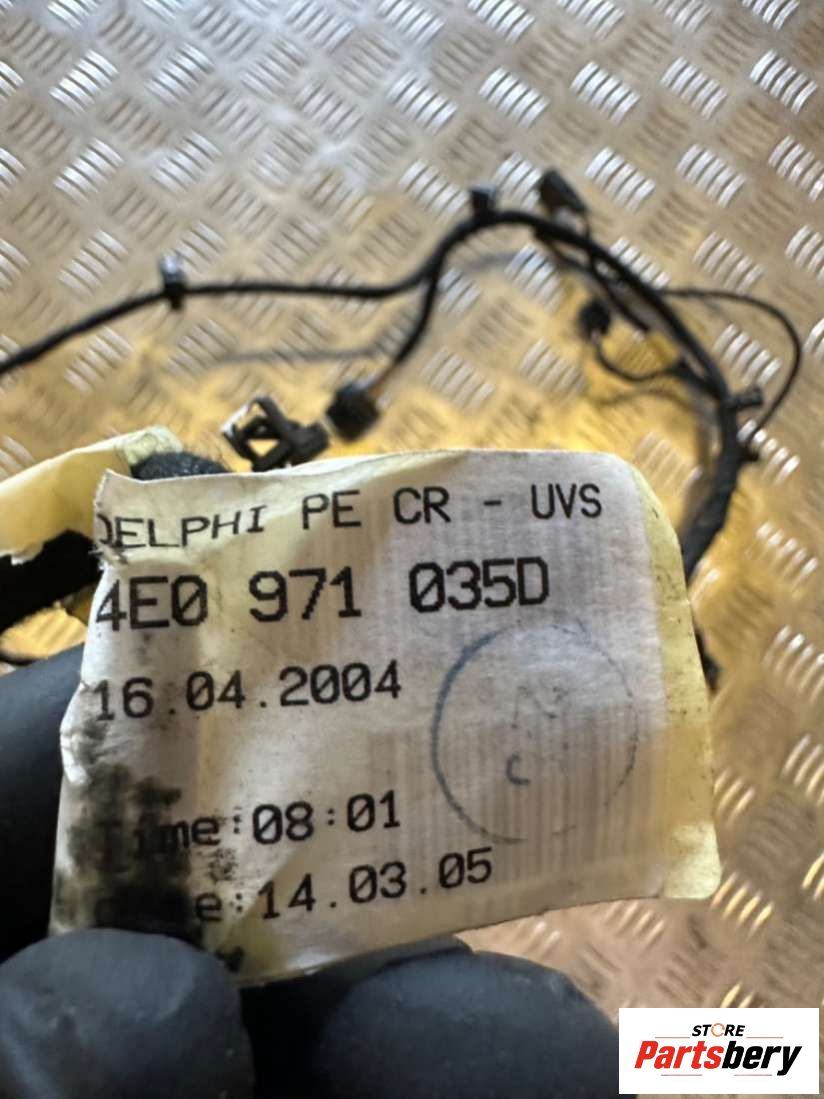 DELPHI PE CR - UVS
4E0 971 035D
16.04.2004
Time:08:01
14.03.05
STORE
Partsbery